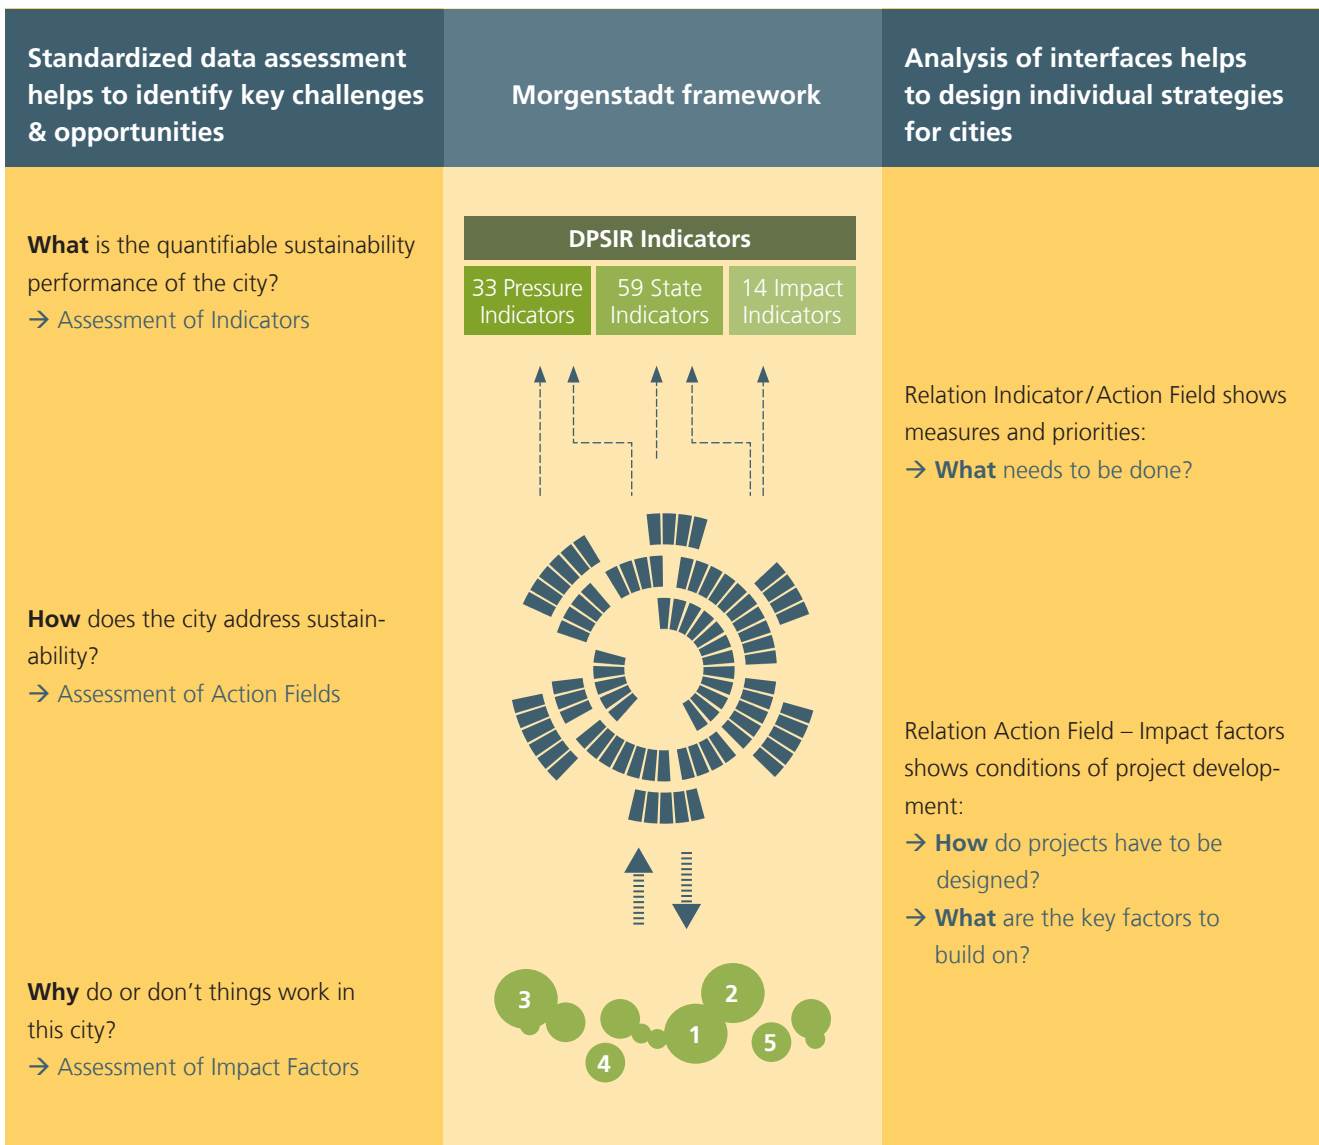 Standardized data assessment
helps to identify key challenges
& opportunities
Morgenstadt framework
Analysis of interfaces helps
to design individual strategies
for cities
What is the quantifiable sustainability
performance of the city?
→ Assessment of Indicators
How does the city address sustain-
ability?
→ Assessment of Action Fields
Why do or don’t things work in
this city?
→ Assessment of Impact Factors
DPSIR Indicators
33 Pressure
Indicators
59 State
Indicators
14 Impact
Indicators
3
2
1
5
4
Relation Indicator/Action Field shows
measures and priorities:
→ What needs to be done?
Relation Action Field – Impact factors
shows conditions of project develop-
ment:
→ How do projects have to be
designed?
→ What are the key factors to
build on?